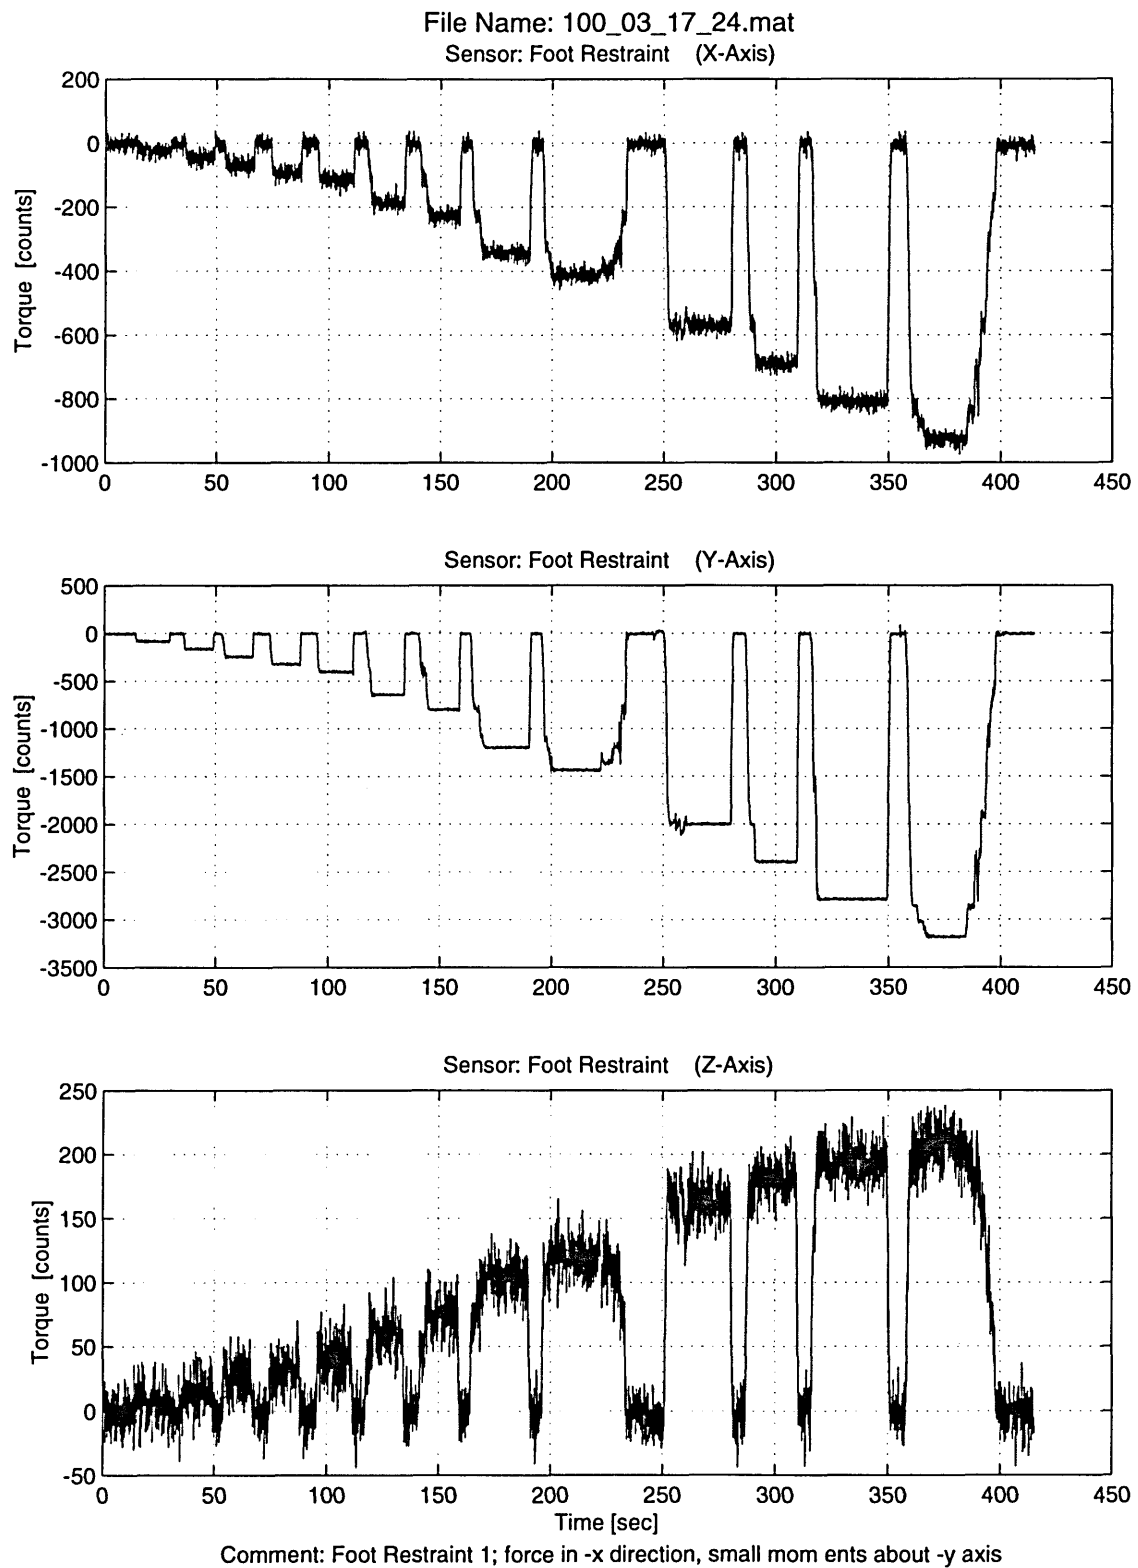 File Name: 100_03_17_24.mat
Sensor: Foot Restraint (X-Axis)
200
0
-200
-400
-600
-800
-1000
Torque [counts]
0 50 100 150 200 250 300 350 400 450
Sensor: Foot Restraint (Y-Axis)
500
0
-500
-1000
-1500
-2000
-2500
-3000
-3500
Torque [counts]
0 50 100 150 200 250 300 350 400 450
Sensor: Foot Restraint (Z-Axis)
250
200
150
100
50
0
-50
Torque [counts]
0 50 100 150 200 250 300 350 400 450
Time [sec]
Comment: Foot Restraint 1; force in -x direction, small mom ents about -y axis